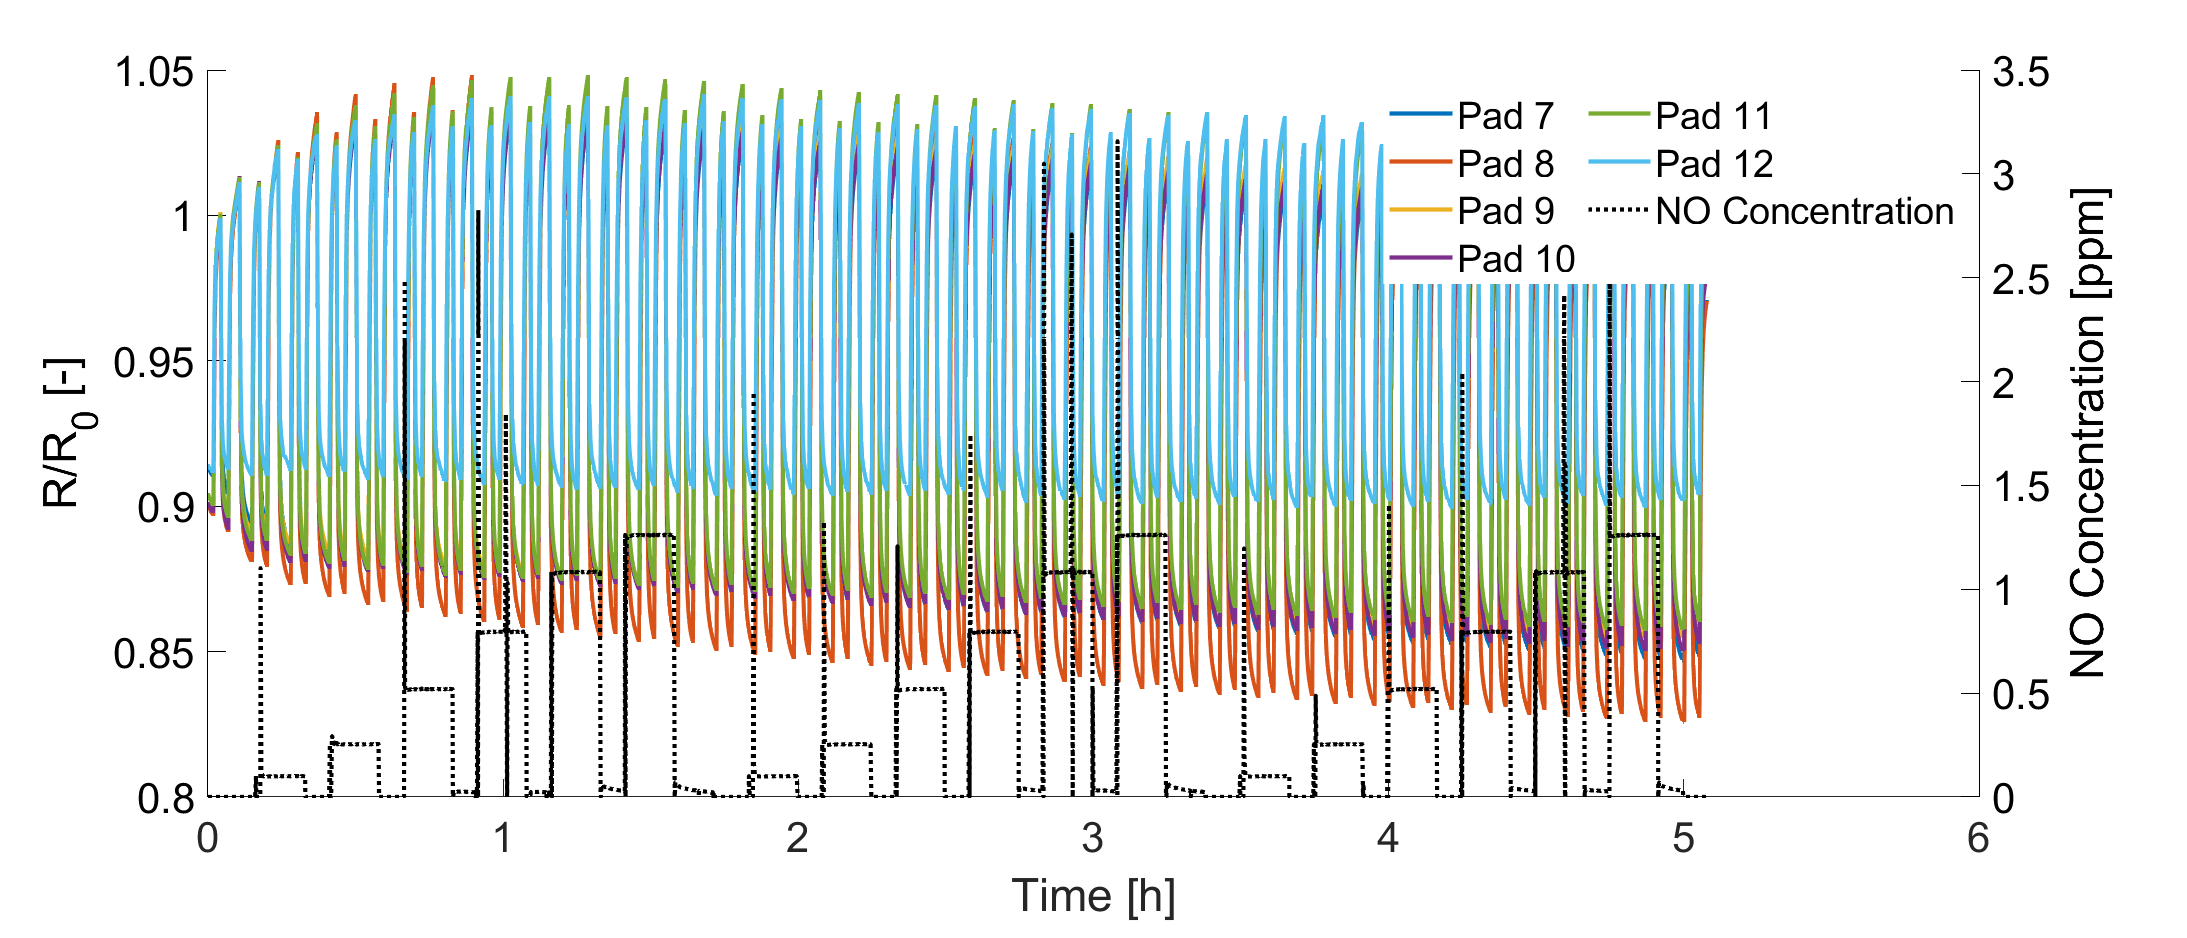 1.05
1
0.95
0.9
0.85
0.8
R/R0 [-]
3.5
3
2.5
2
1.5
1
0.5
0
NO Concentration [ppm]
Pad 7
Pad 8
Pad 9
Pad 10
Pad 11
Pad 12
NO Concentration
0 1 2 3 4 5 6
Time [h]